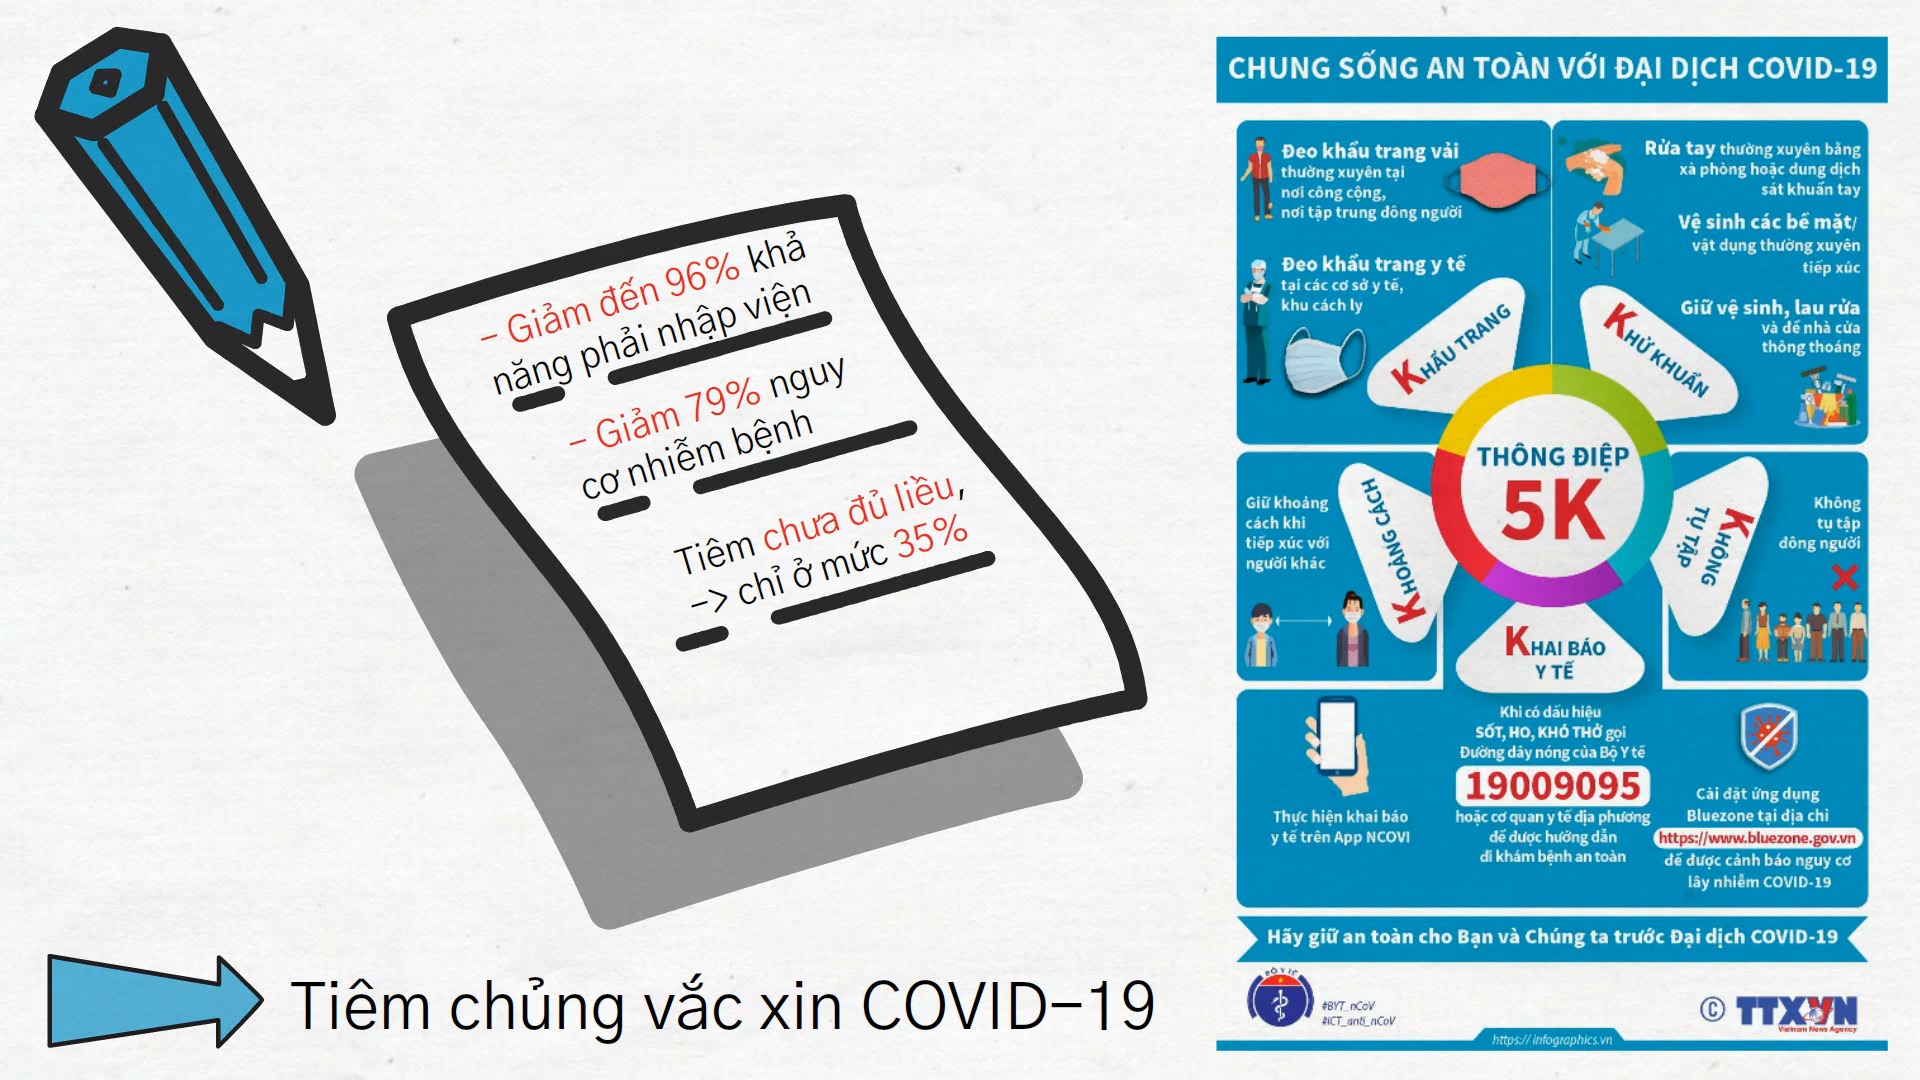 – Giảm đến 96% khả
năng phải nhập viện
– Giảm 79% nguy
cơ nhiễm bệnh
Tiêm chưa đủ liều,
–> chỉ ở mức 35%
Tiêm chủng vắc xin COVID–19
CHUNG SỐNG AN TOÀN VỚI ĐẠI DỊCH COVID-19
Đeo khẩu trang vải
thường xuyên tại
nơi công cộng,
nơi tập trung đông người
Đeo khẩu trang y tế
tại các cơ sở y tế,
khu cách ly
KHẨU TRANG
Rửa tay thường xuyên bằng
xà phòng hoặc dung dịch
sát khuẩn tay
Vệ sinh các bề mặt/
vật dụng thường xuyên
tiếp xúc
Giữ vệ sinh, lau rửa
và để nhà cửa
thông thoáng
KHỬ KHUẨN
THÔNG ĐIỆP
5K
Giữ khoảng
cách khi
tiếp xúc với
người khác
KHOẢNG CÁCH
KHÔNG
TỤ TẬP
Không
tụ tập
đông người
KHAI BÁO
Y TẾ
Thực hiện khai báo
y tế trên App NCOVI
Khi có dấu hiệu
SỐT, HO, KHÓ THỞ gọi
Đường dây nóng của Bộ Y tế
19009095
hoặc cơ quan y tế địa phương
để được hướng dẫn
đi khám bệnh an toàn
Cài đặt ứng dụng
Bluezone tại địa chỉ
https://www.bluezone.gov.vn
để được cảnh báo nguy cơ
lây nhiễm COVID-19
Hãy giữ an toàn cho Bạn và Chúng ta trước Đại dịch COVID-19
BỘ Y TẾ
#BYT_nCoV
#ICT_anti_nCoV
© TTXVN
Vietnam News Agency
https:// infographics.vn